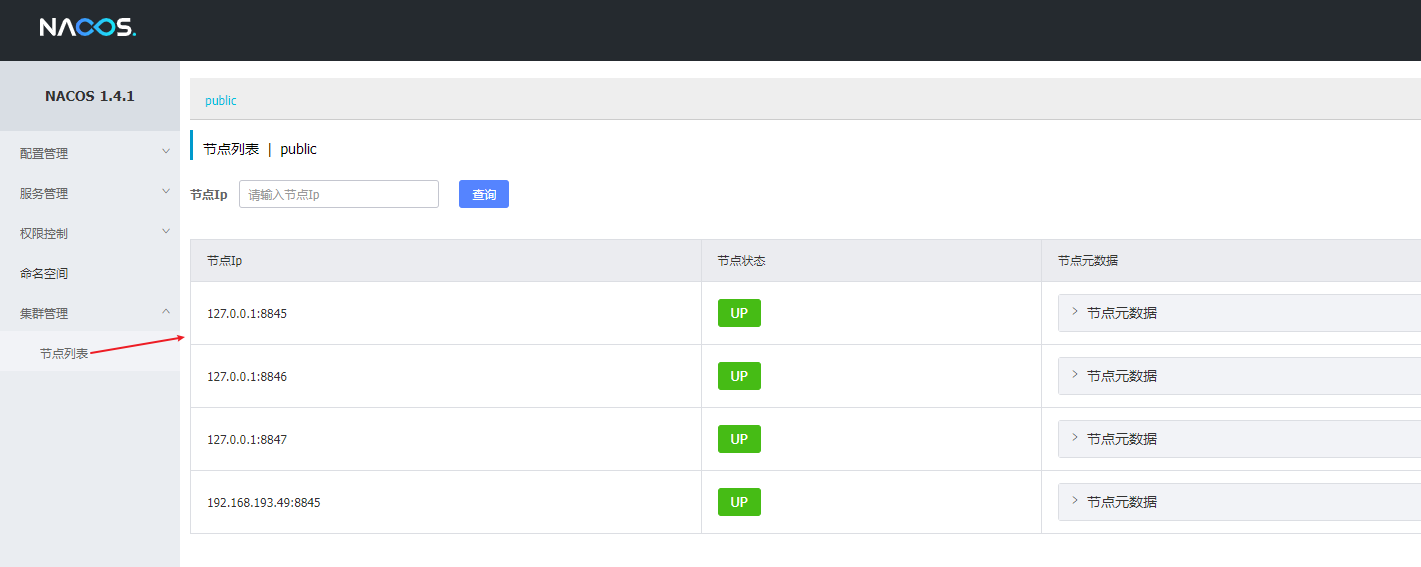 NACOS.
NACOS 1.4.1
配置管理
服务管理
权限控制
命名空间
集群管理
节点列表
public
节点列表 | public
节点Ip 请输入节点Ip 查询
节点Ip 节点状态 节点元数据
127.0.0.1:8845 UP 节点元数据
127.0.0.1:8846 UP 节点元数据
127.0.0.1:8847 UP 节点元数据
192.168.193.49:8845 UP 节点元数据